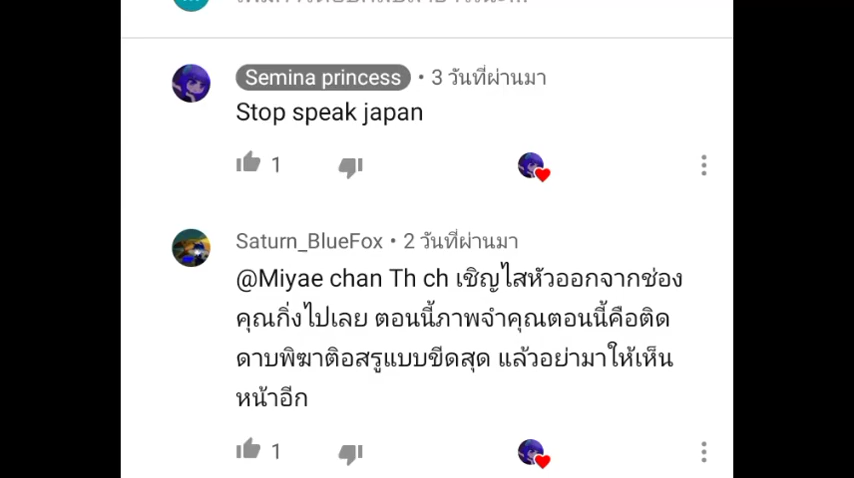 Semina princess • 3 วันที่ผ่านมา
Stop speak japan
1
Saturn_BlueFox • 2 วันที่ผ่านมา
@Miyae chan Th ch เชิญไสหัวออกจากช่อง
คุณกิ่งไปเลย ตอนนี้ภาพจำคุณตอนนี้คือติด
ดาบพิฆาติอสรูแบบขีดสุด แล้วอย่ามาให้เห็น
หน้าอีก
1